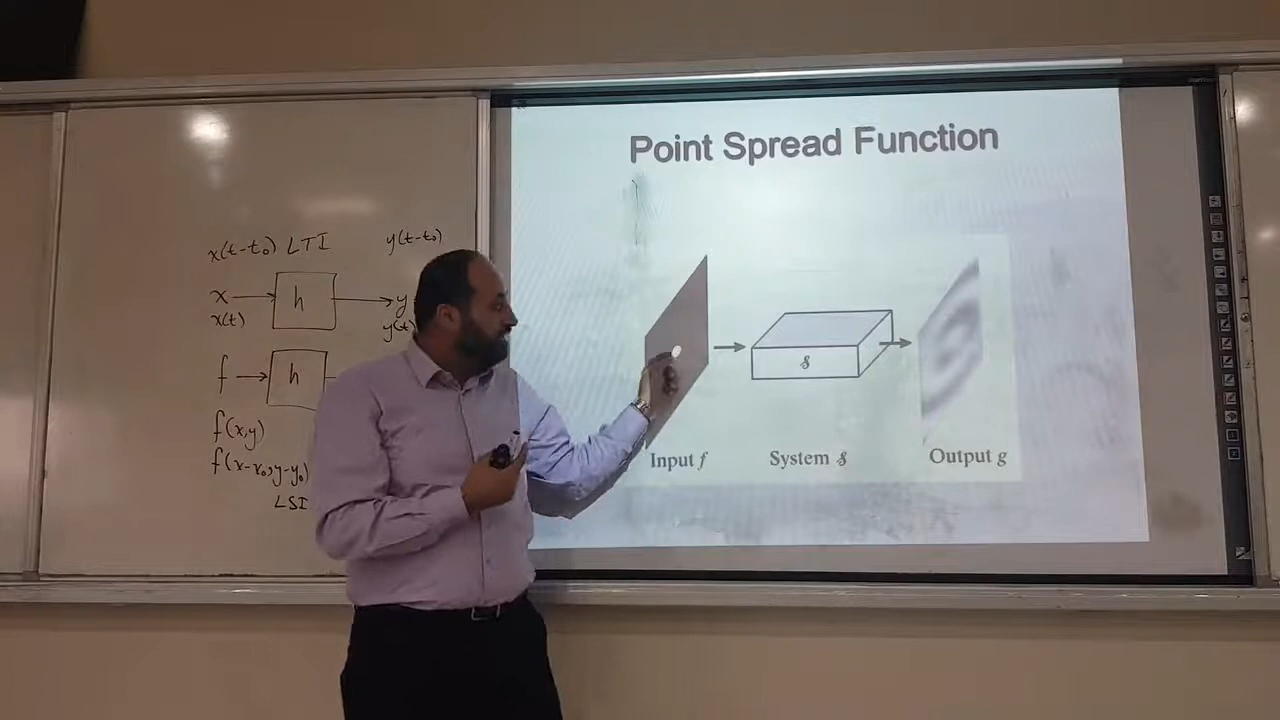 x(t-t₀) LTI y(t-t₀)
x → h → y
x(t) y(t)
f → h
f(x,y)
f(x-x₀,y-y₀)
LSI
Point Spread Function
𝒮
Input f System 𝒮 Output g